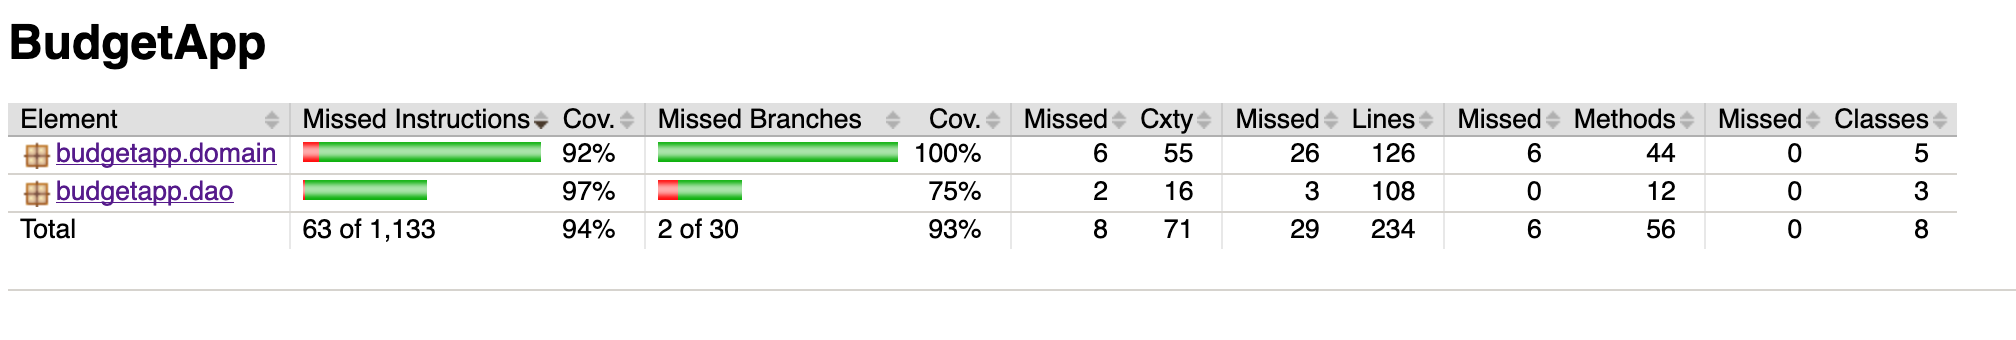 BudgetApp
Element Missed Instructions Cov. Missed Branches Cov. Missed Cxty Missed Lines Missed Methods Missed Classes
budgetapp.domain 92% 100% 6 55 26 126 6 44 0 5
budgetapp.dao 97% 75% 2 16 3 108 0 12 0 3
Total 63 of 1,133 94% 2 of 30 93% 8 71 29 234 6 56 0 8